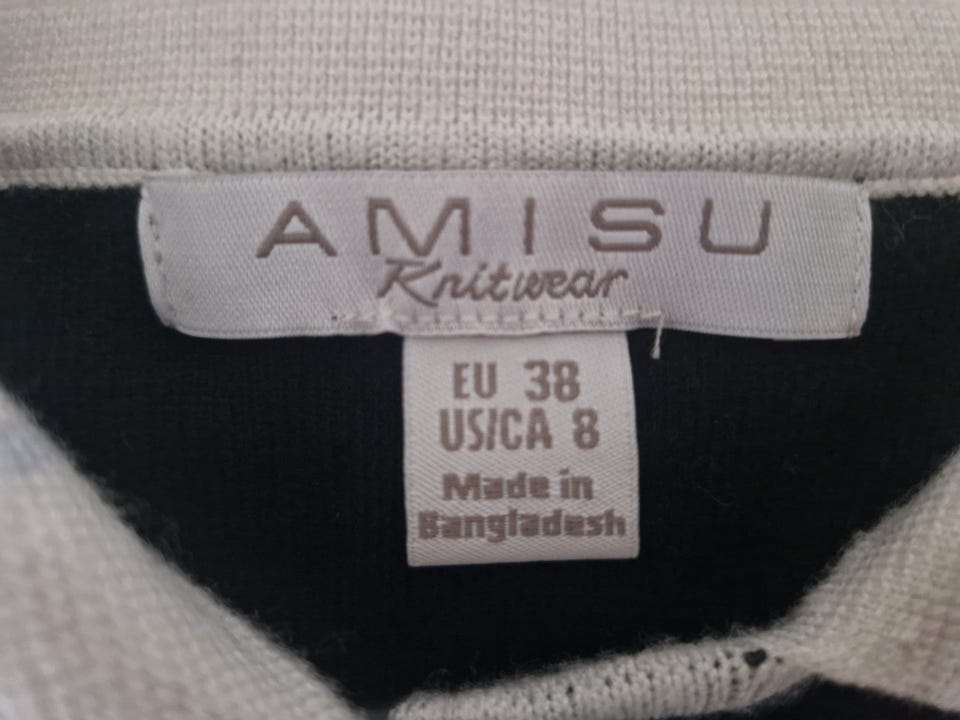 AMISU
Knitwear
EU 38
US/CA 8
Made in
Bangladesh